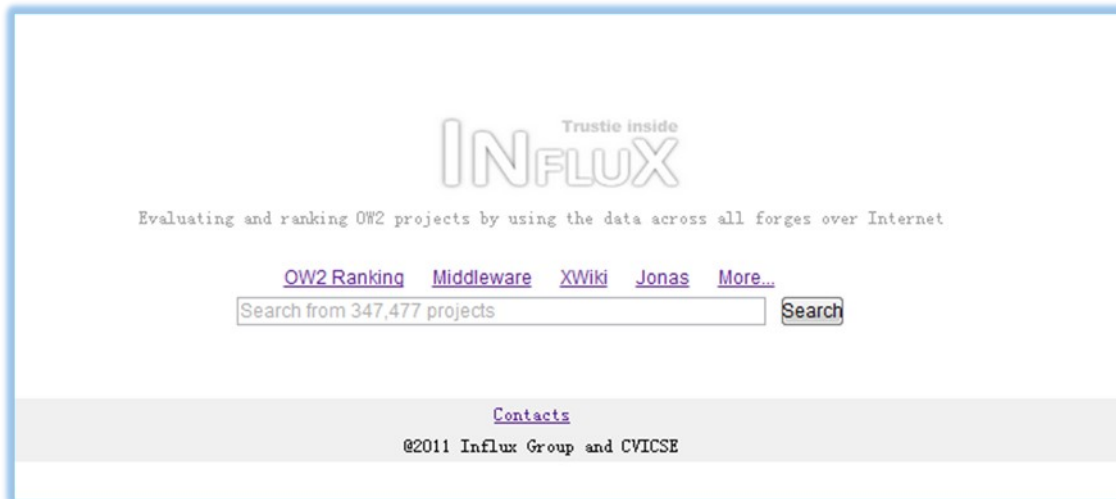 Trustie inside
INFLUX
Evaluating and ranking OW2 projects by using the data across all forges over Internet
OW2 Ranking Middleware XWiki Jonas More...
Search from 347,477 projects Search
Contacts
@2011 Influx Group and CVICSE